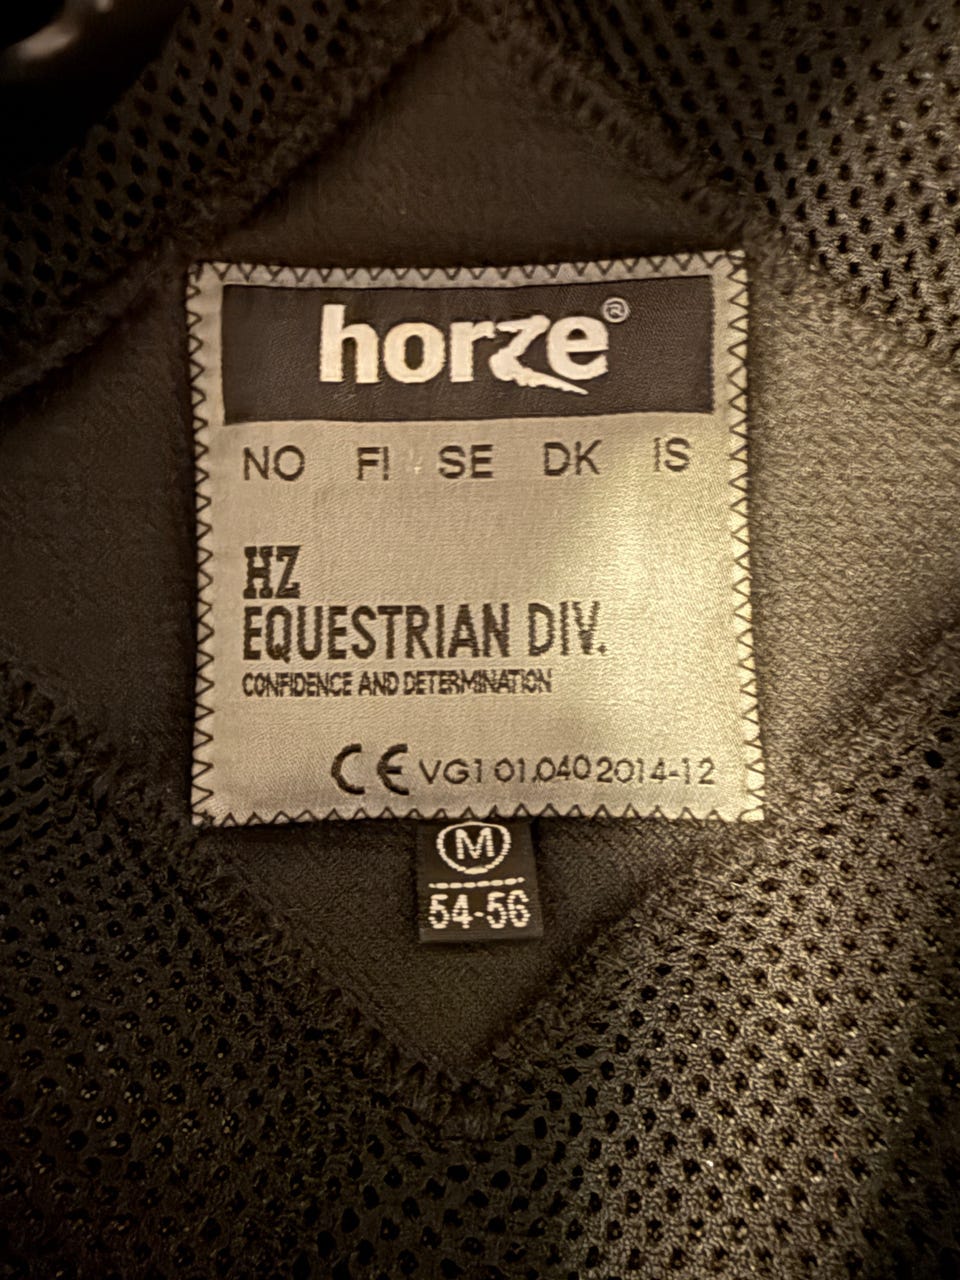 horze®
NO FI SE DK IS
HZ
EQUESTRIAN DIV.
CONFIDENCE AND DETERMINATION
CE VG1 01.040 2014-12
M
54-56